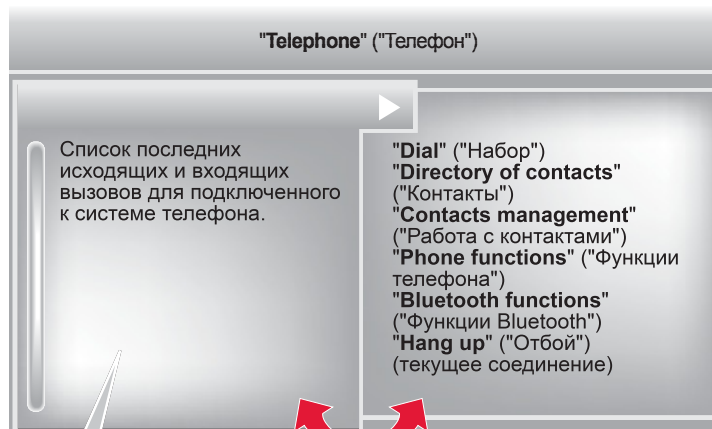 "Telephone" ("Телефон")
Список последних
исходящих и входящих
вызовов для подключенного
к системе телефона.
"Dial" ("Набор")
"Directory of contacts"
("Контакты")
"Contacts management"
("Работа с контактами")
"Phone functions" ("Функции
телефона")
"Bluetooth functions"
("Функции Bluetooth")
"Hang up" ("Отбой")
(текущее соединение)